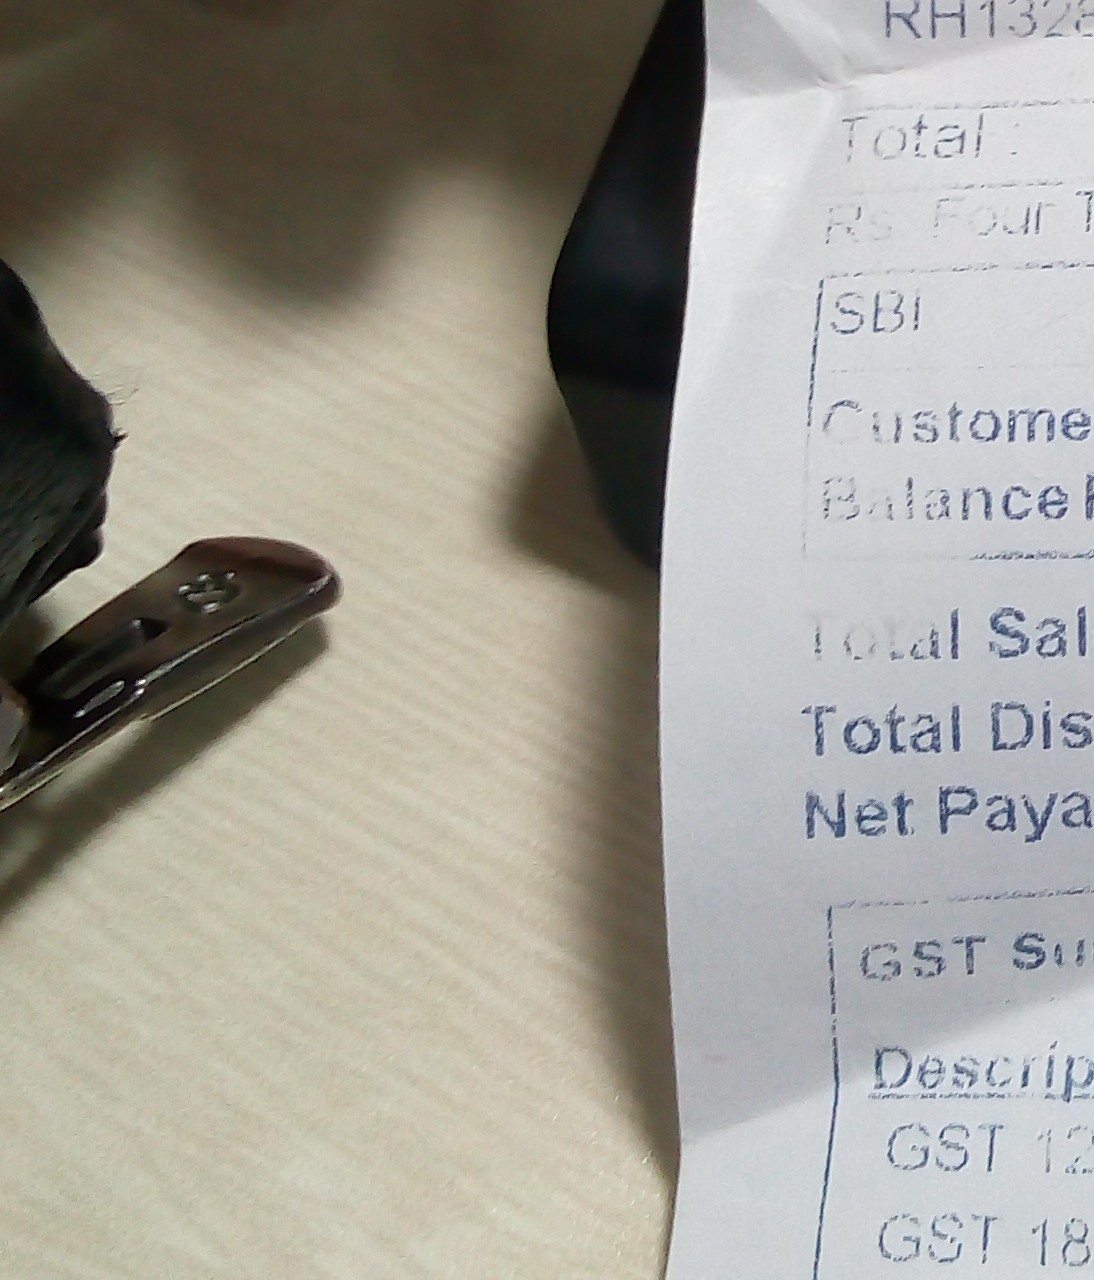 RH1328
Total :
Rs Four T
SBI
Custome
Balance
Total Sal
Total Dis
Net Paya
GST Su
Descrip
GST 12
GST 18